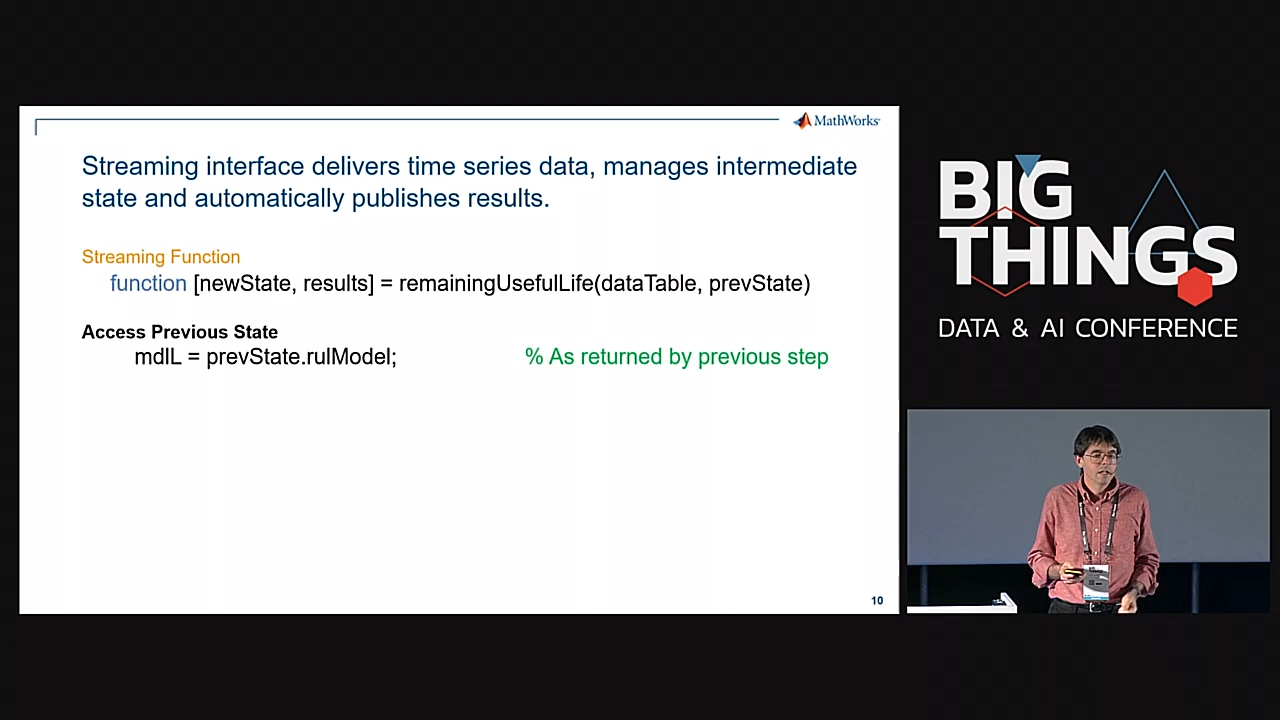 MathWorks
Streaming interface delivers time series data, manages intermediate
state and automatically publishes results.
Streaming Function
function [newState, results] = remainingUsefulLife(dataTable, prevState)
Access Previous State
mdlL = prevState.rulModel; % As returned by previous step
10
BIG
THINGS
DATA & AI CONFERENCE